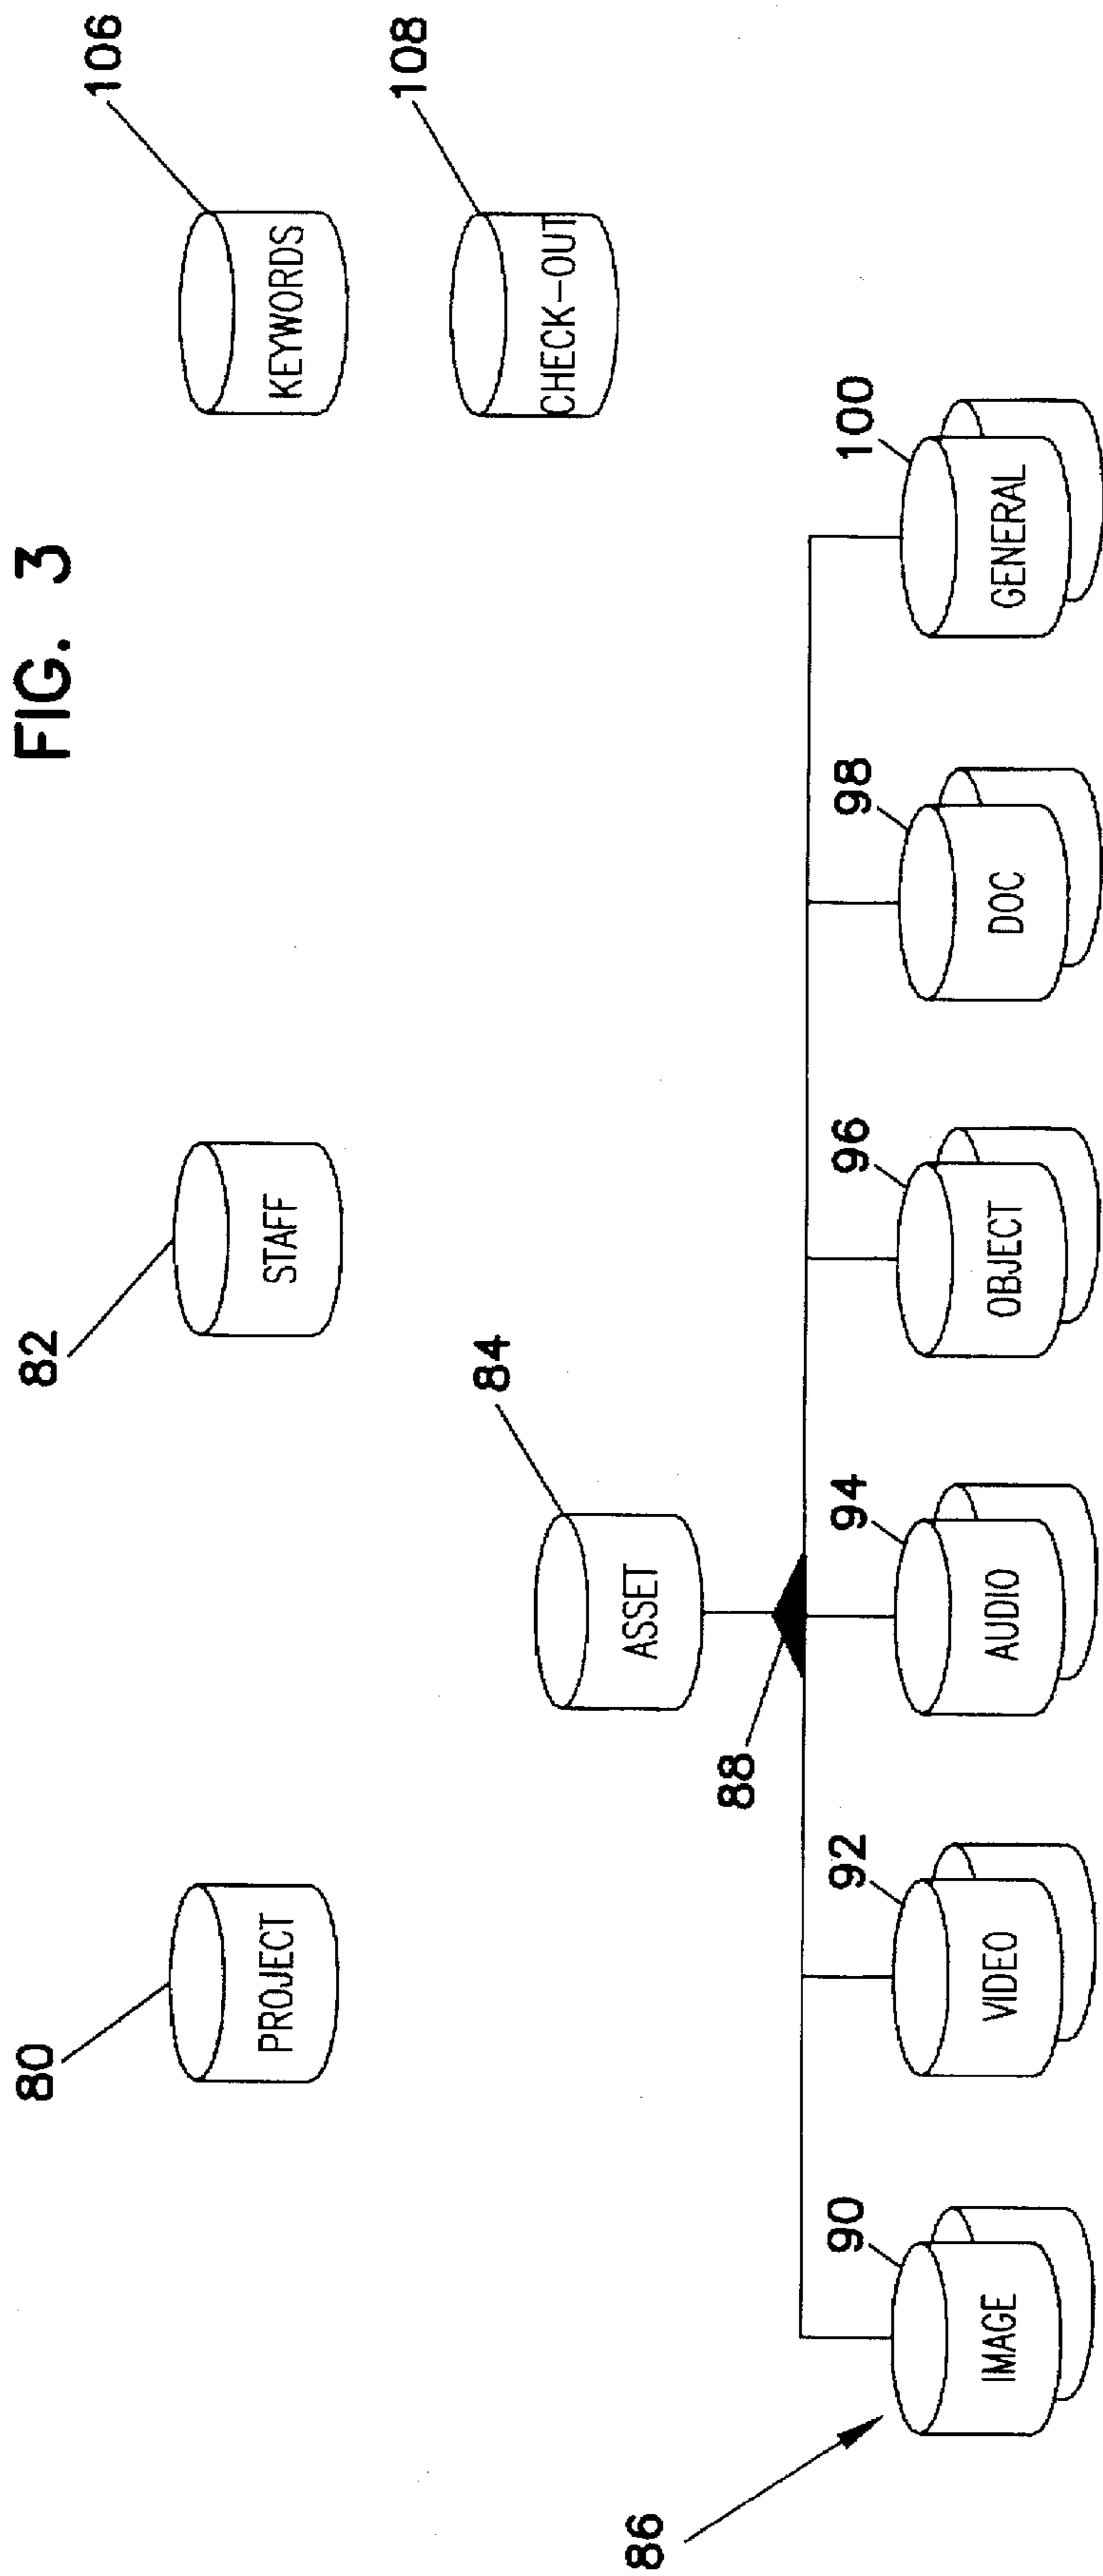 FIG. 3
80
PROJECT
82
STAFF
106
KEYWORDS
108
CHECK-OUT
84
ASSET
88
86
90
IMAGE
92
VIDEO
94
AUDIO
96
OBJECT
98
DOC
100
GENERAL